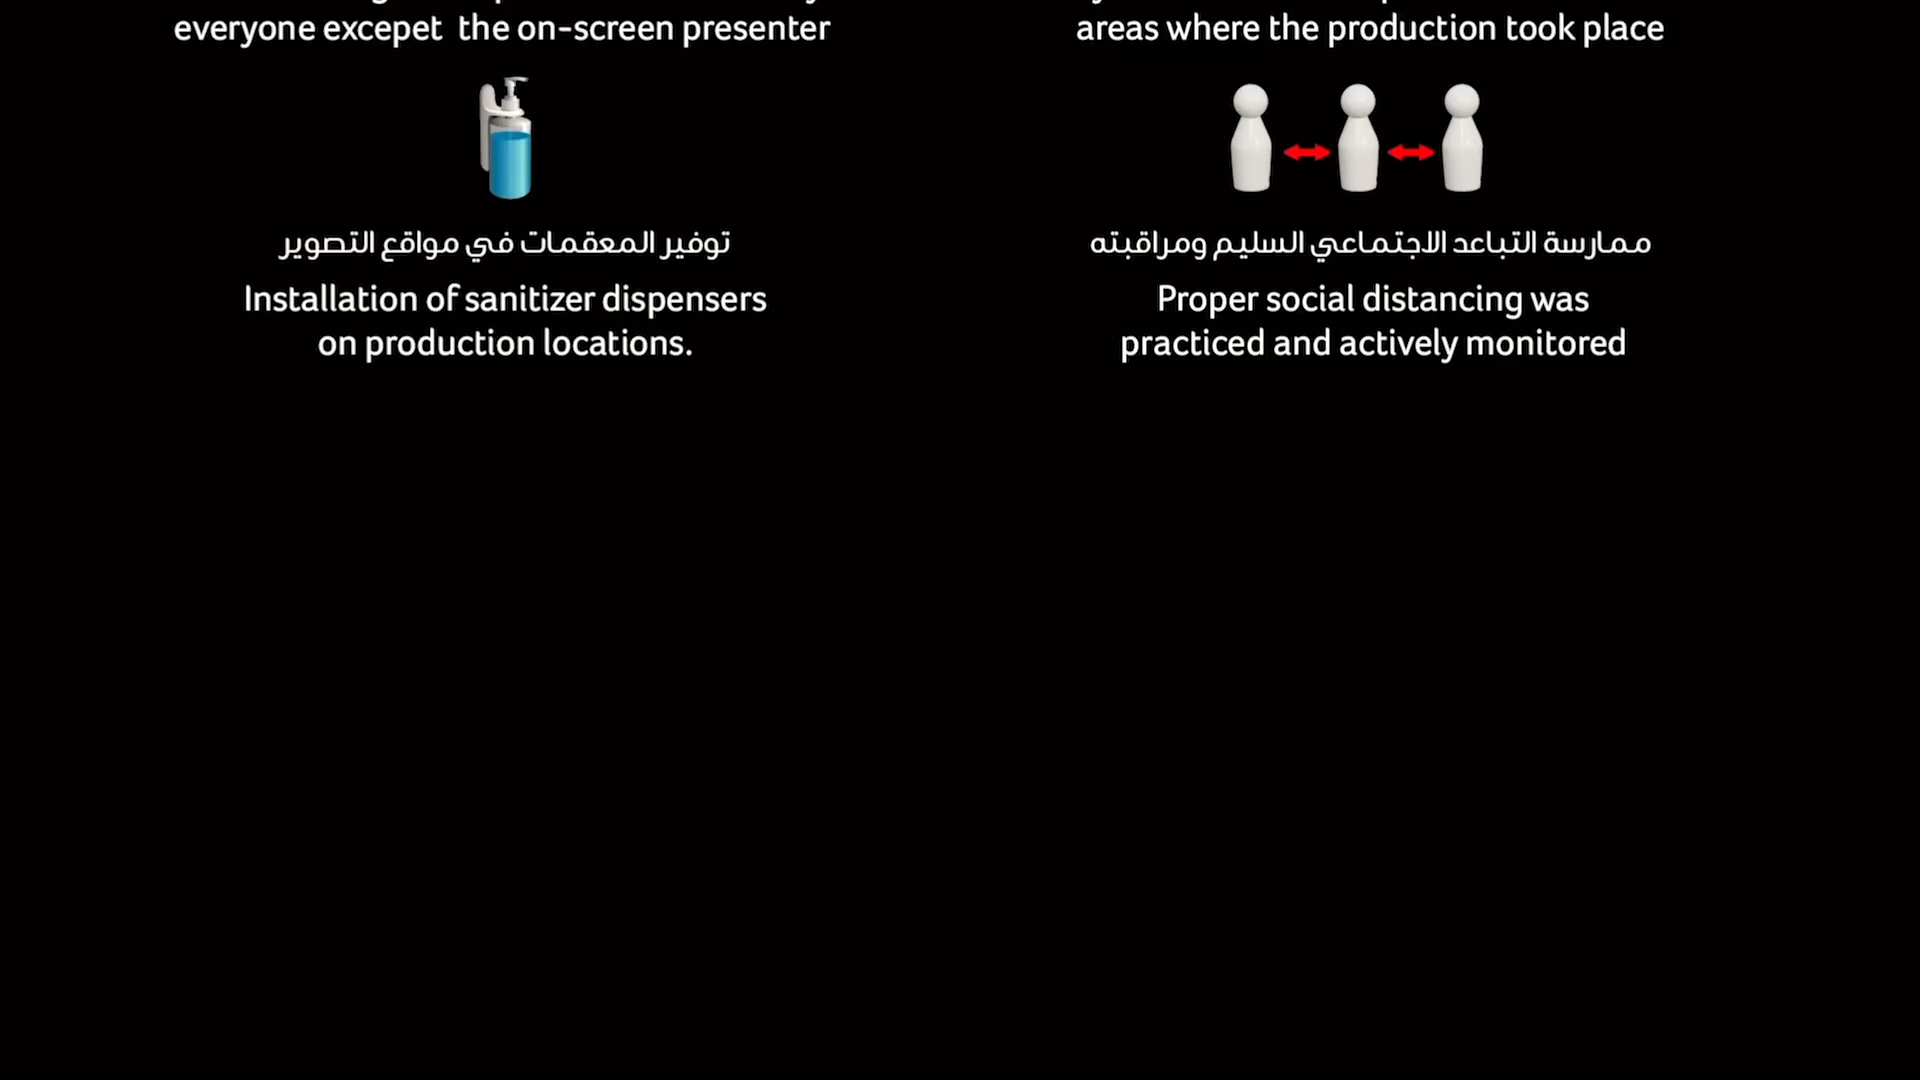 everyone excepet the on-screen presenter
areas where the production took place
توفير المعقمات في مواقع التصوير
Installation of sanitizer dispensers
on production locations.
ممارسة التباعد الاجتماعي السليم ومراقبته
Proper social distancing was
practiced and actively monitored